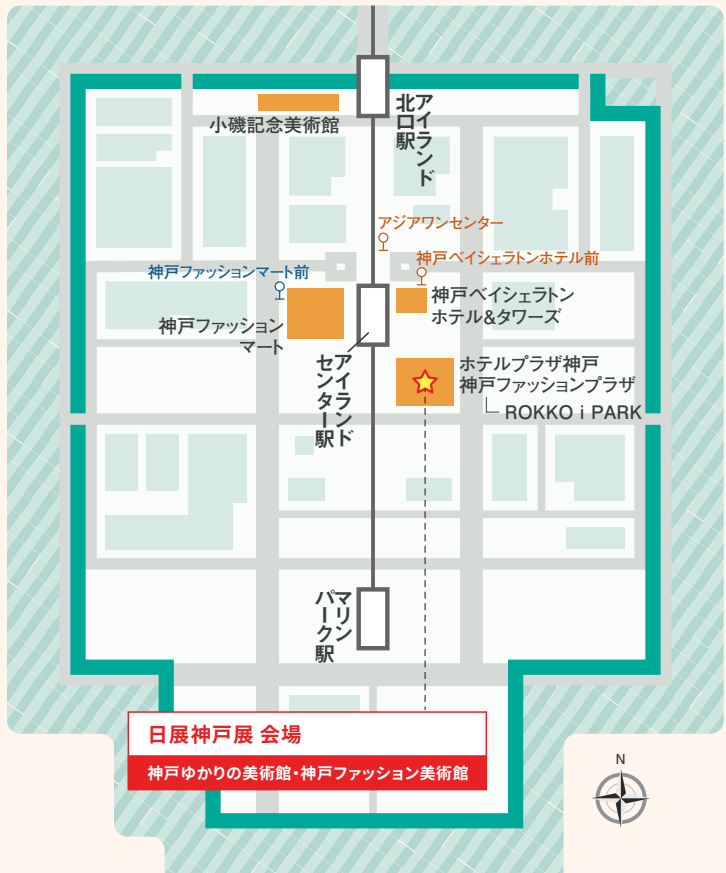 アイランド
北口駅
小磯記念美術館
アジアワンセンター
神戸ベイシェラトンホテル前
神戸ファッションマート前
神戸ベイシェラトン
ホテル&タワーズ
神戸ファッション
マート
アイランド
センター駅
ホテルプラザ神戸
神戸ファッションプラザ
ROKKO i PARK
マリン
パーク駅
日展神戸展 会場
神戸ゆかりの美術館・神戸ファッション美術館
N